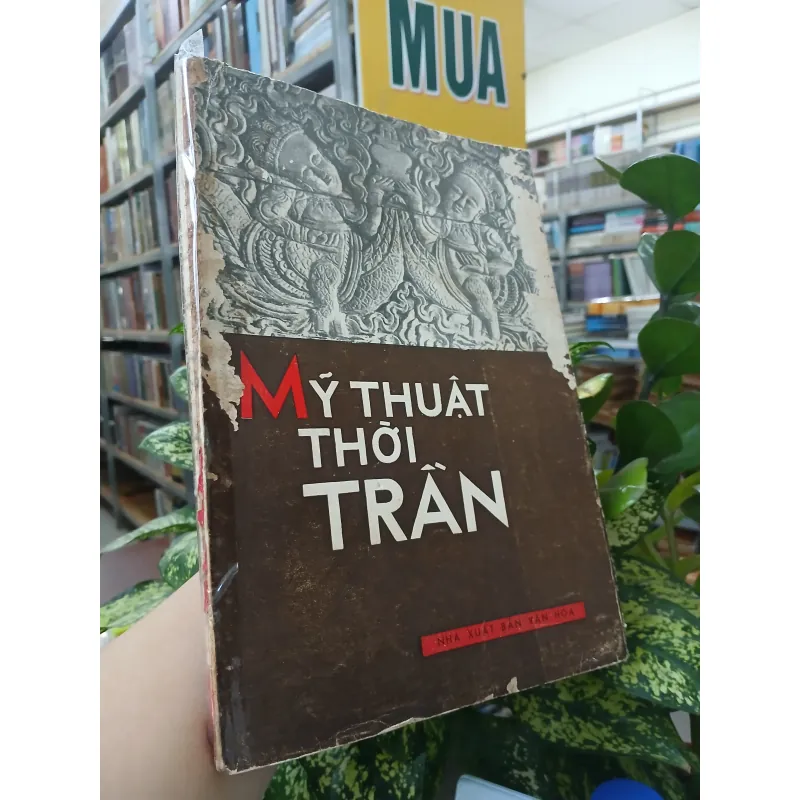 MUA
MỸ THUẬT
THỜI
TRẦN
NHÀ XUẤT BẢN VĂN HÓA